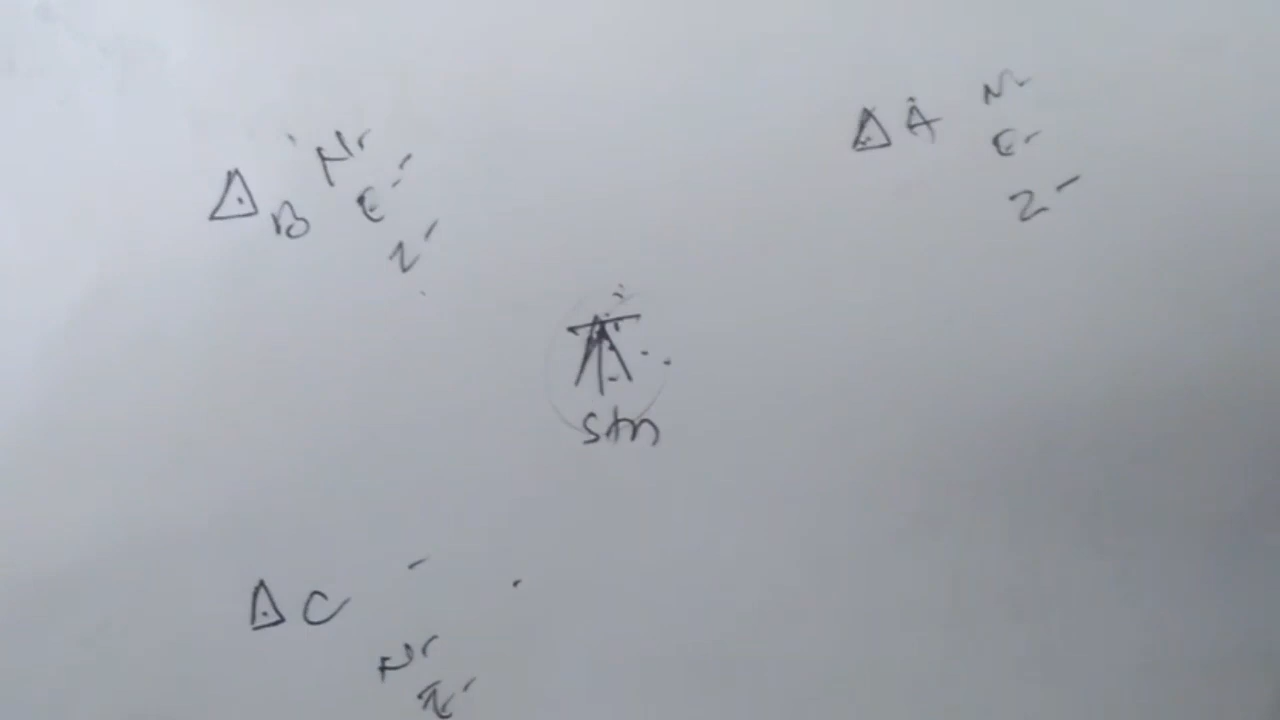 Δ A
N-
E-
Z-
Δ B
N-
E-
Z-
Stn
Δ C
N-